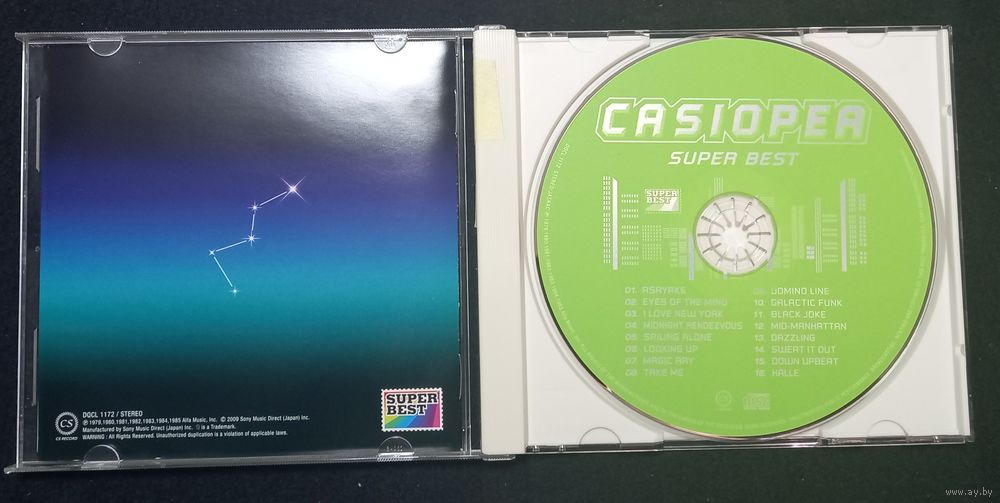 CS
CS RECORD
DGCL 1172 / STEREO
℗ 1979,1980,1981,1982,1983,1984,1985 Alfa Music, Inc. © 2009 Sony Music Direct (Japan) Inc.
Manufactured by Sony Music Direct (Japan) Inc. is a Trademark.
WARNING : All Rights Reserved. Unauthorized duplication is a violation of applicable laws.
SUPER
BEST
CASIOPEA
SUPER BEST
SUPER
BEST
01. ASAYAKE
02. EYES OF THE MIND
03. I LOVE NEW YORK
04. MIDNIGHT RENDEZVOUS
05. SAILING ALONE
06. LOOKING UP
07. MAGIC RAY
08. TAKE ME
09. DOMINO LINE
10. GALACTIC FUNK
11. BLACK JOKE
12. MID-MANHATTAN
13. DAZZLING
14. SWEAT IT OUT
15. DOWN UPBEAT
16. HALLE
www.ay.by